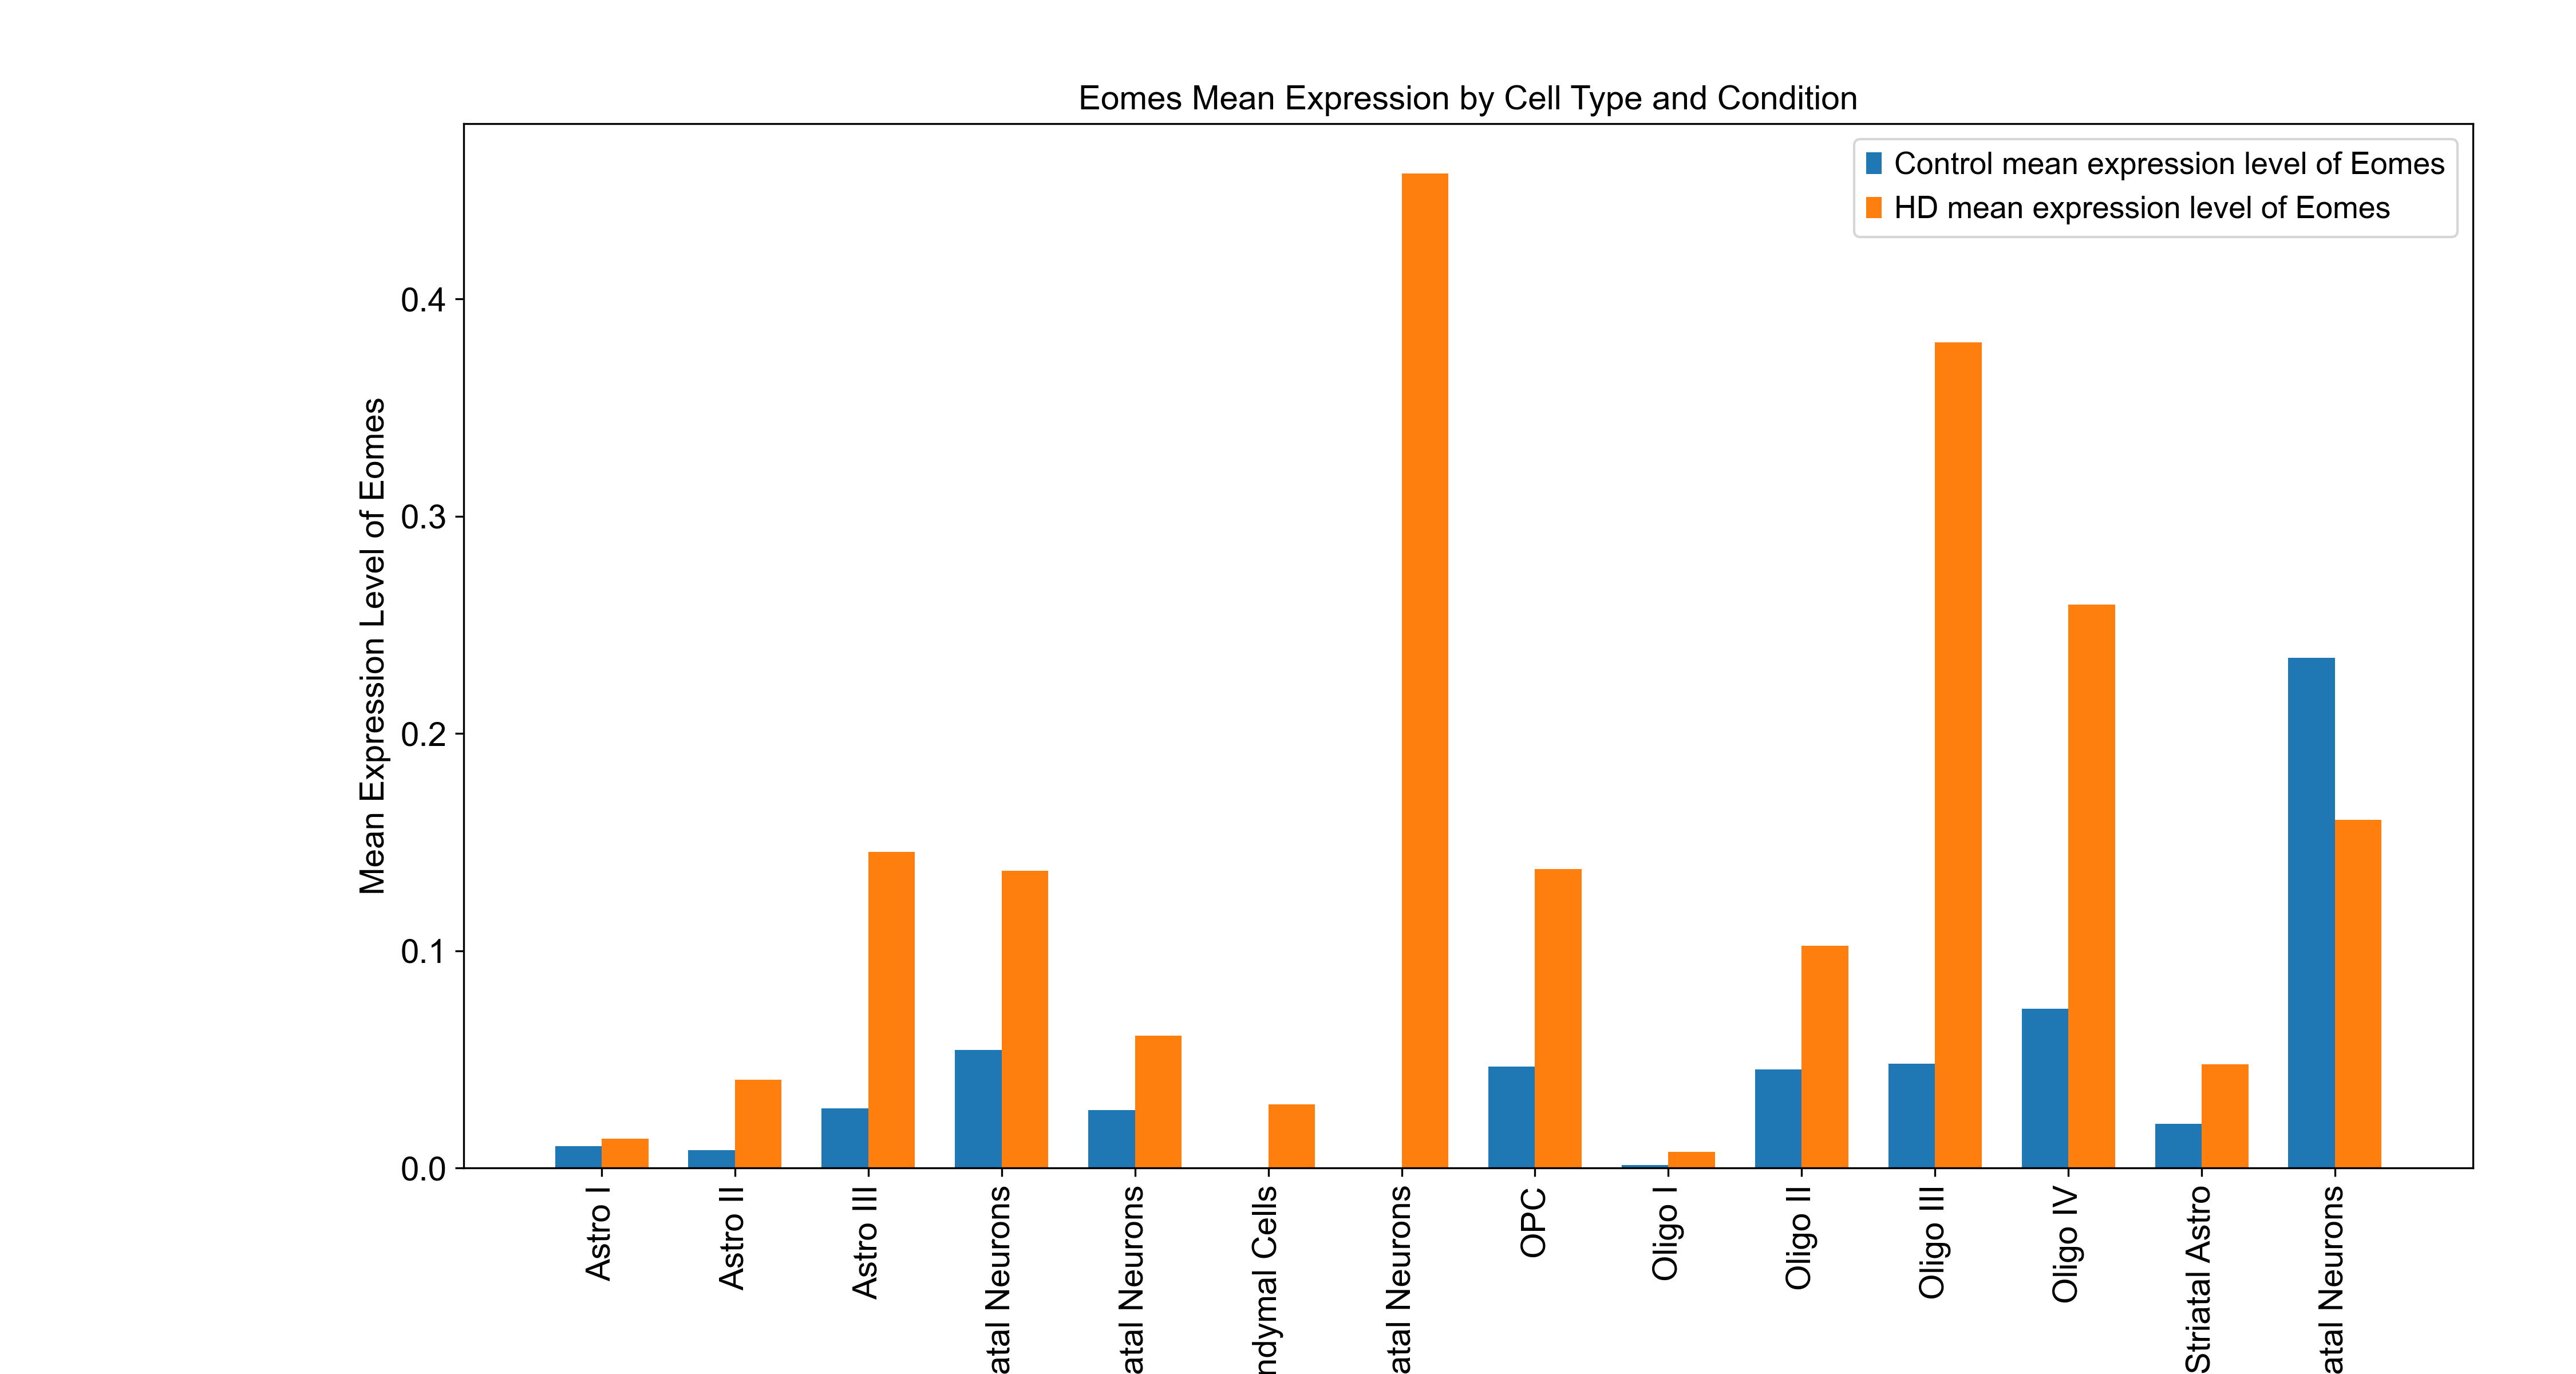 Eomes Mean Expression by Cell Type and Condition
Control mean expression level of Eomes
HD mean expression level of Eomes
Mean Expression Level of Eomes
0.4
0.3
0.2
0.1
0.0
Astro I
Astro II
Astro III
atal Neurons
atal Neurons
ndymal Cells
atal Neurons
OPC
Oligo I
Oligo II
Oligo III
Oligo IV
Striatal Astro
atal Neurons